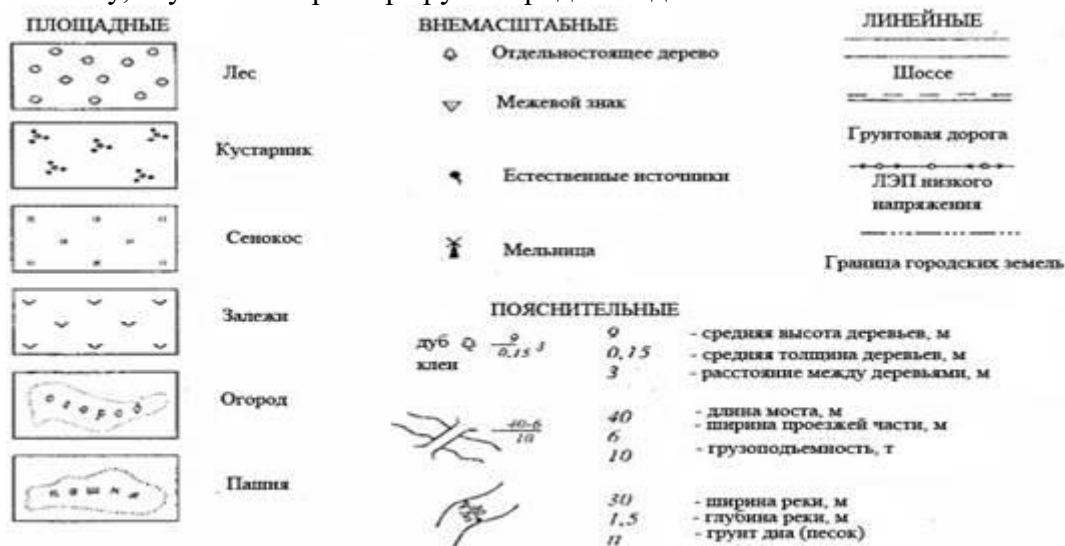 ПЛОЩАДНЫЕ
Лес
Кустарник
Сенокос
Залежи
огород
Огород
пашня
Пашня
ВНЕМАСШТАБНЫЕ
Отдельностоящее дерево
Межевой знак
Естественные источники
Мельница
ЛИНЕЙНЫЕ
Шоссе
Грунтовая дорога
ЛЭП низкого
напряжения
Граница городских земель
ПОЯСНИТЕЛЬНЫЕ
дуб
клен
9
0,15 3
9 - средняя высота деревьев, м
0,15 - средняя толщина деревьев, м
3 - расстояние между деревьями, м
40-6
10
40 - длина моста, м
6 - ширина проезжей части, м
10 - грузоподъемность, т
30 - ширина реки, м
1,5 - глубина реки, м
п - грунт дна (песок)